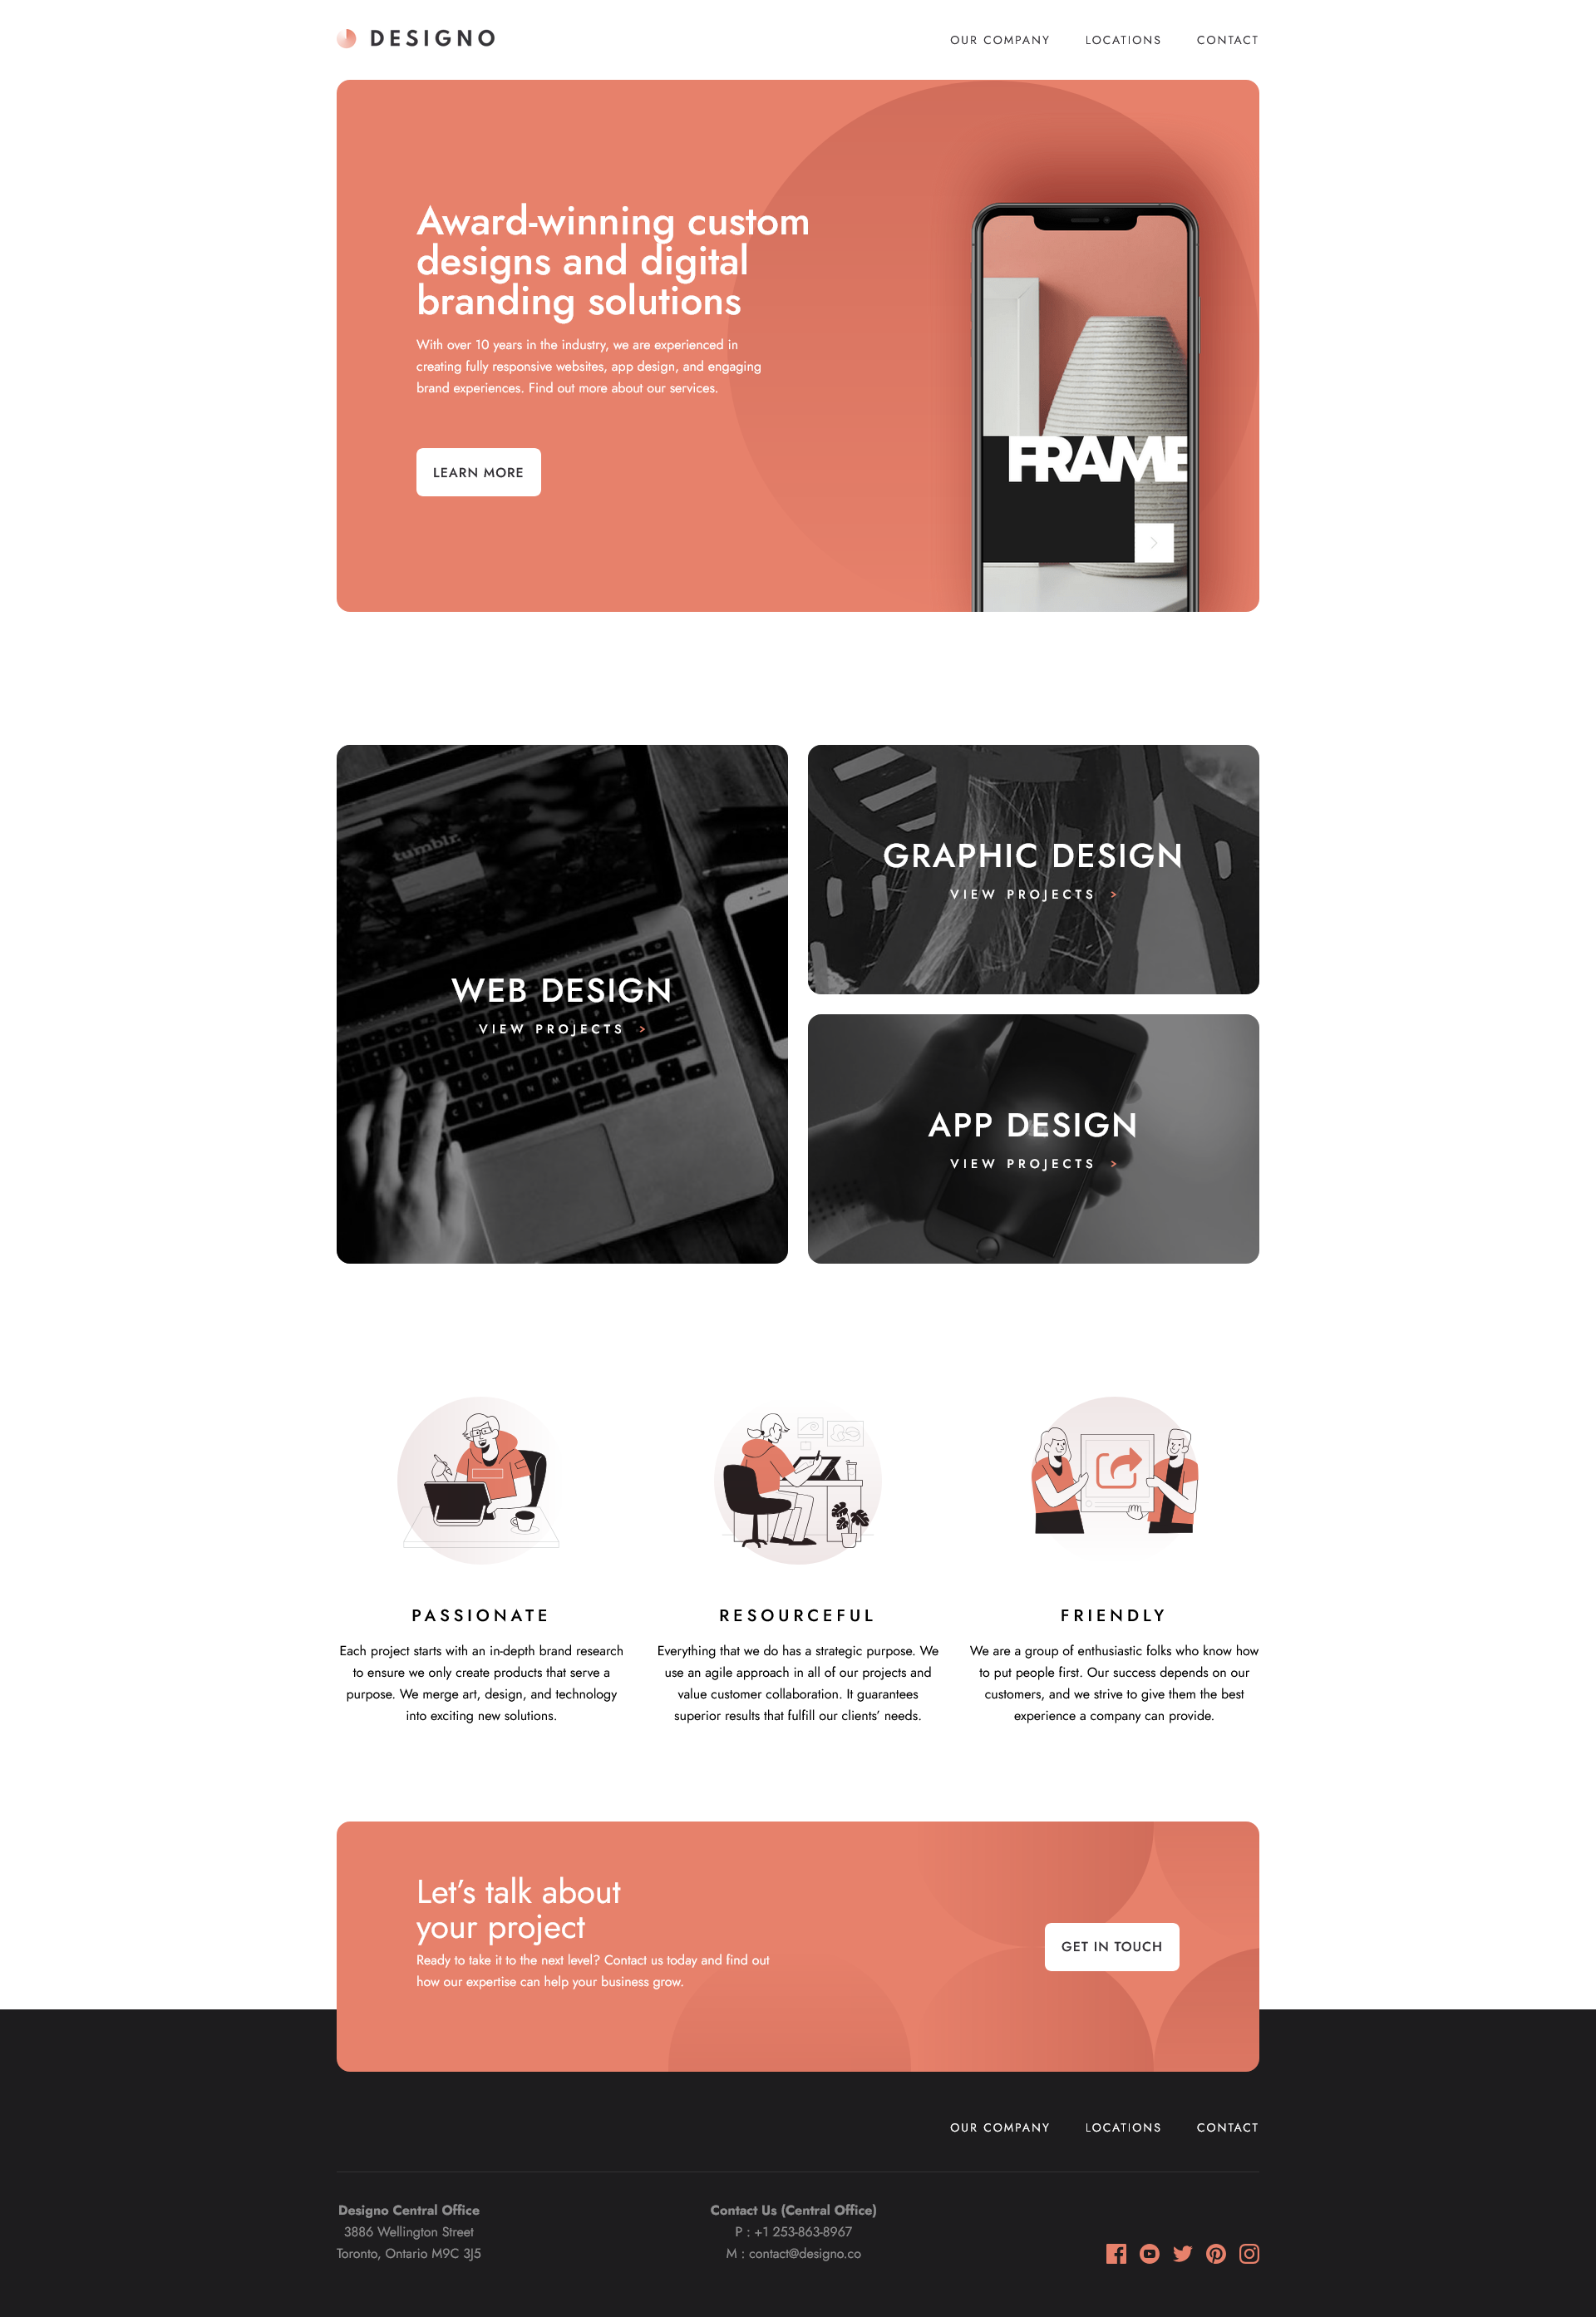 DESIGNO
OUR COMPANY
LOCATIONS
CONTACT
Award-winning custom
designs and digital
branding solutions
With over 10 years in the industry, we are experienced in
creating fully responsive websites, app design, and engaging
brand experiences. Find out more about our services.
LEARN MORE
FRAME
tumblr.
WEB DESIGN
VIEW PROJECTS >
GRAPHIC DESIGN
VIEW PROJECTS >
APP DESIGN
VIEW PROJECTS >
PASSIONATE
Each project starts with an in-depth brand research
to ensure we only create products that serve a
purpose. We merge art, design, and technology
into exciting new solutions.
RESOURCEFUL
Everything that we do has a strategic purpose. We
use an agile approach in all of our projects and
value customer collaboration. It guarantees
superior results that fulfill our clients’ needs.
FRIENDLY
We are a group of enthusiastic folks who know how
to put people first. Our success depends on our
customers, and we strive to give them the best
experience a company can provide.
Let’s talk about
your project
Ready to take it to the next level? Contact us today and find out
how our expertise can help your business grow.
GET IN TOUCH
OUR COMPANY
LOCATIONS
CONTACT
Designo Central Office
3886 Wellington Street
Toronto, Ontario M9C 3J5
Contact Us (Central Office)
P : +1 253-863-8967
M : contact@designo.co